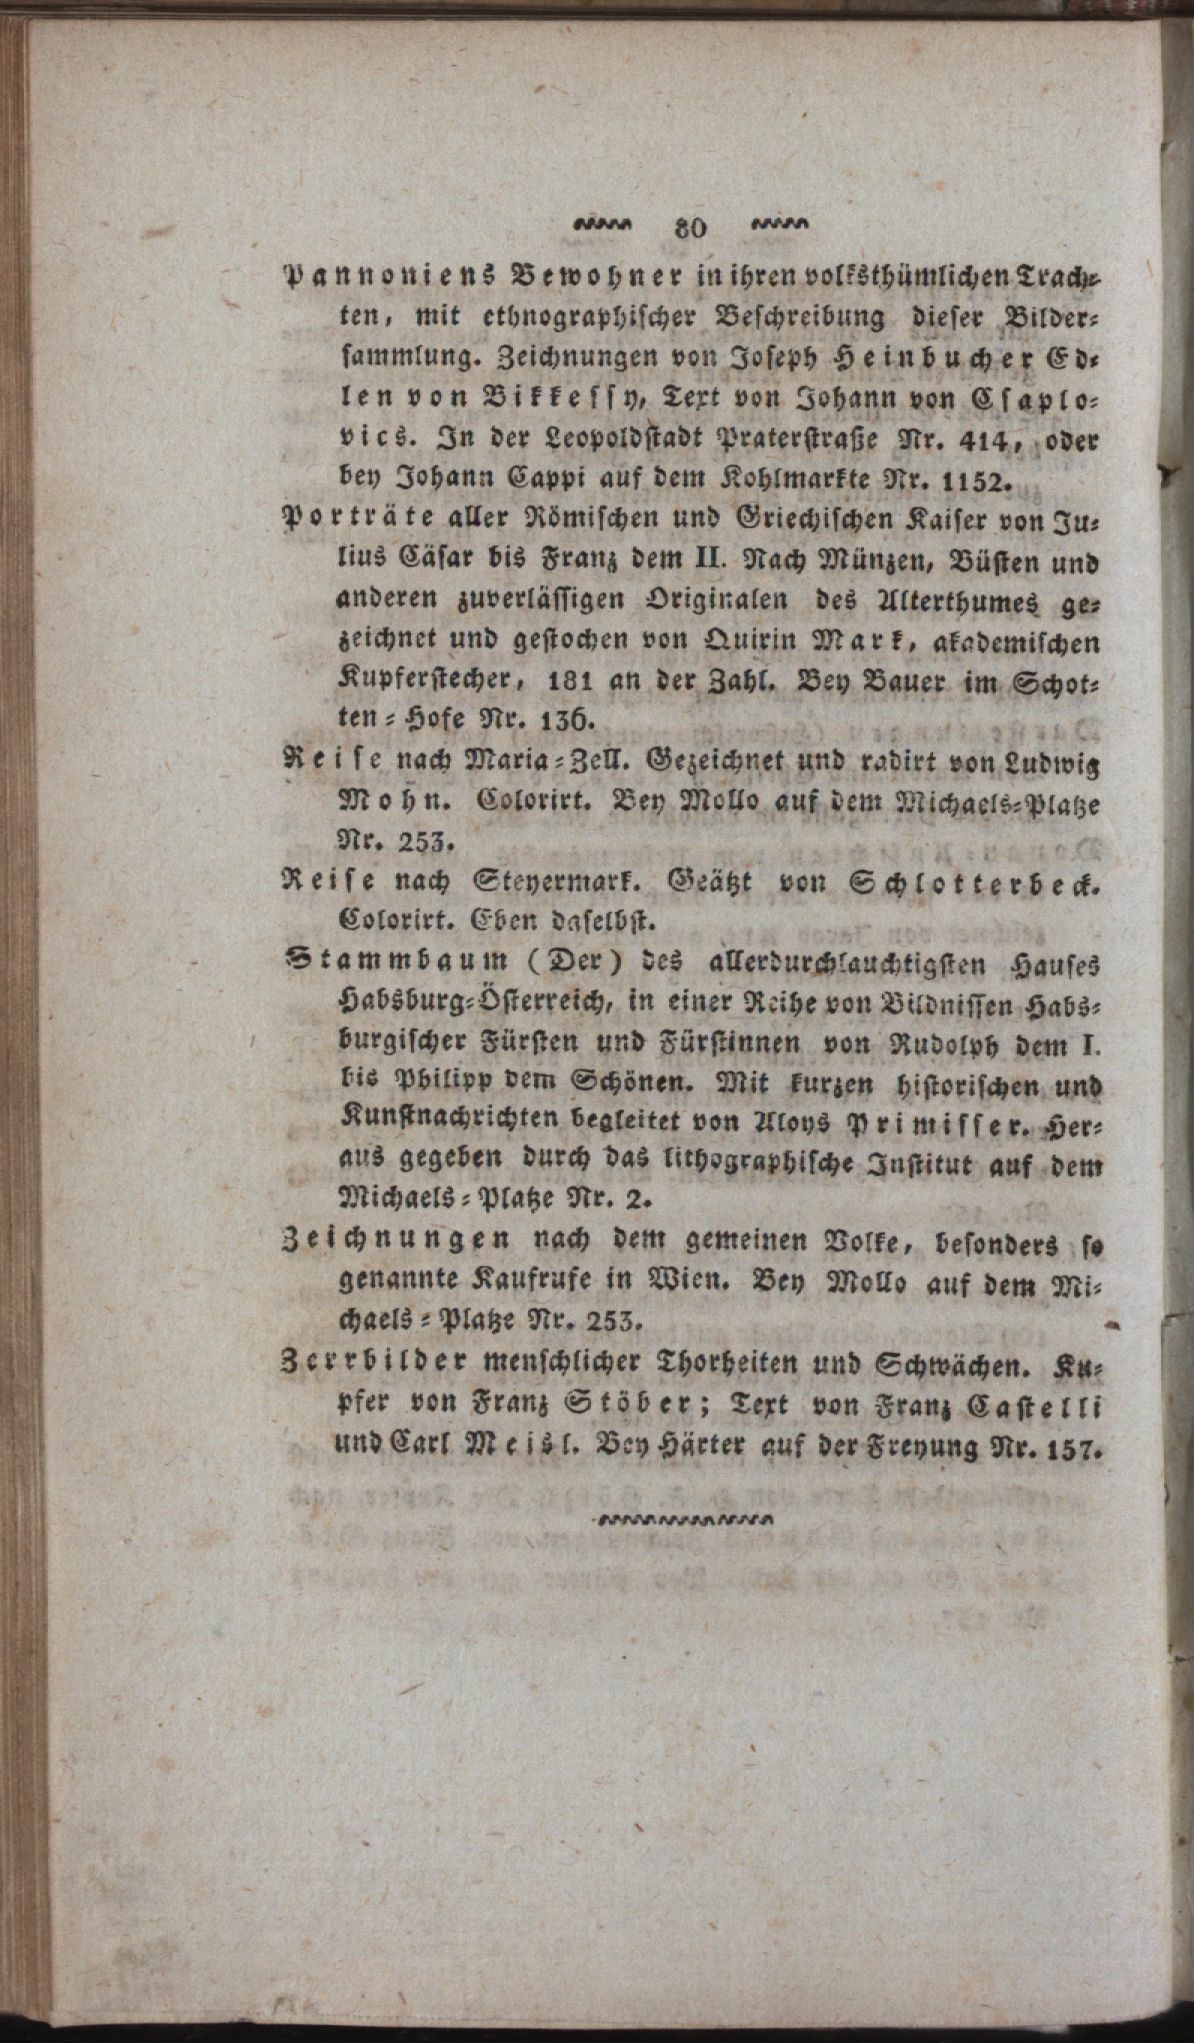 80
Pannoniens Bewohner in ihren volksthümlichen Trach-
ten, mit ethnographischer Beschreibung dieser Bilder-
sammlung. Zeichnungen von Joseph Heinbucher Ed-
len von Bikkessy, Text von Johann von Csaplo-
vics. In der Leopoldstadt Praterstraße Nr. 414, oder
bey Johann Cappi auf dem Kohlmarkte Nr. 1152.
Porträte aller Römischen und Griechischen Kaiser von Ju-
lius Cäsar bis Franz dem II. Nach Münzen, Büsten und
anderen zuverlässigen Originalen des Alterthumes ge-
zeichnet und gestochen von Quirin Mark, akademischen
Kupferstecher, 181 an der Zahl. Bey Bauer im Schot-
ten-Hofe Nr. 136.
Reise nach Maria-Zell. Gezeichnet und radirt von Ludwig
Mohn. Colorirt. Bey Mollo auf dem Michaels-Platze
Nr. 253.
Reise nach Steyermark. Geätzt von Schlotterbeck.
Colorirt. Eben daselbst.
Stammbaum (Der) des allerdurchlauchtigsten Hauses
Habsburg-Österreich, in einer Reihe von Bildnissen Habs-
burgischer Fürsten und Fürstinnen von Rudolph dem I.
bis Philipp dem Schönen. Mit kurzen historischen und
Kunstnachrichten begleitet von Aloys Primisser. Her-
aus gegeben durch das lithographische Institut auf dem
Michaels-Platze Nr. 2.
Zeichnungen nach dem gemeinen Volke, besonders so
genannte Kaufrufe in Wien. Bey Mollo auf dem Mi-
chaels-Platze Nr. 253.
Zerrbilder menschlicher Thorheiten und Schwächen. Ku-
pfer von Franz Stöber; Text von Franz Castelli
und Carl Meisl. Bey Härter auf der Freyung Nr. 157.